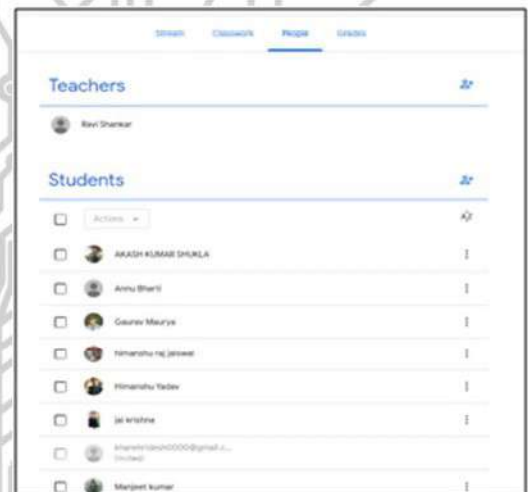 Stream Classwork People Grades
Teachers
Ravi Shankar
Students
Actions
AKASH KUMAR SHUKLA
Annu Bharti
Gaurav Maurya
himanshu raj jaiswal
Himanshu Yadav
jai krishna
(Invited)
Manjeet kumar